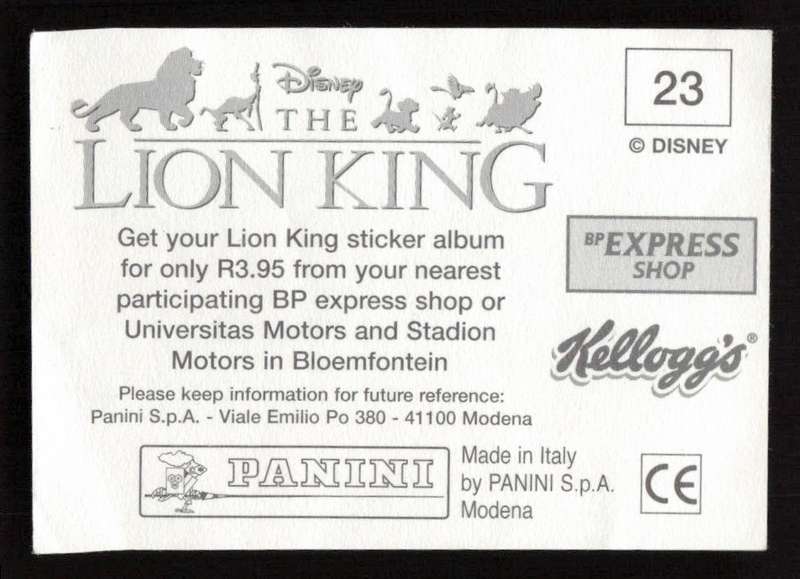 Disney
THE
LION KING
23
© DISNEY
Get your Lion King sticker album
for only R3.95 from your nearest
participating BP express shop or
Universitas Motors and Stadion
Motors in Bloemfontein
BP EXPRESS
SHOP
Kellogg's®
Please keep information for future reference:
Panini S.p.A. - Viale Emilio Po 380 - 41100 Modena
PANINI
Made in Italy
by PANINI S.p.A.
Modena
CE